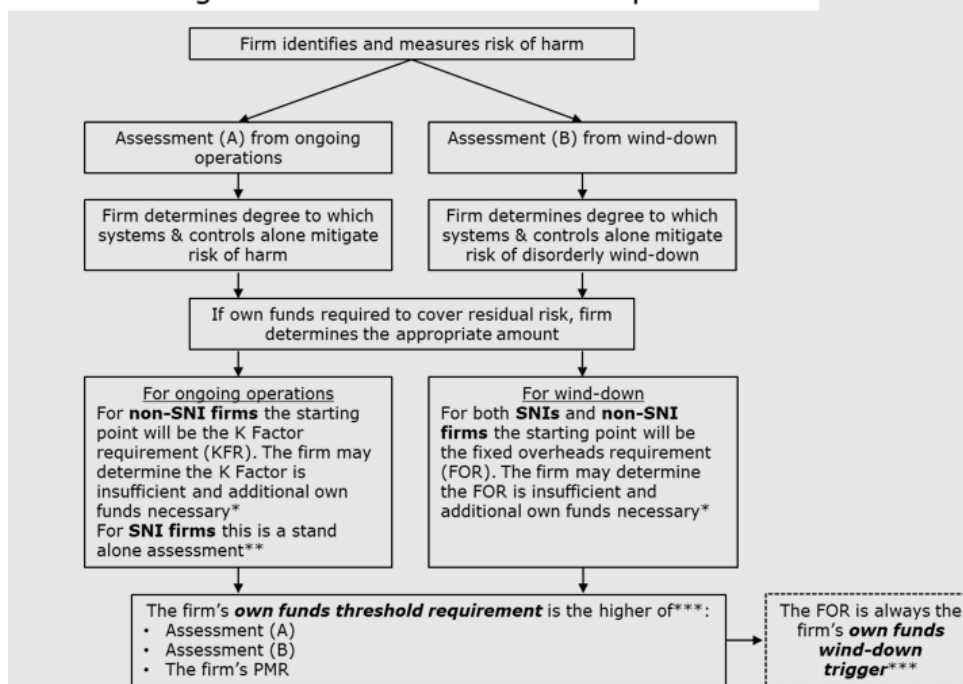 Firm identifies and measures risk of harm
Assessment (A) from ongoing
operations
Assessment (B) from wind-down
Firm determines degree to which
systems & controls alone mitigate
risk of harm
Firm determines degree to which
systems & controls alone mitigate
risk of disorderly wind-down
If own funds required to cover residual risk, firm
determines the appropriate amount
For ongoing operations
For non-SNI firms the starting
point will be the K Factor
requirement (KFR). The firm may
determine the K Factor is
insufficient and additional own
funds necessary*
For SNI firms this is a stand
alone assessment**
For wind-down
For both SNIs and non-SNI
firms the starting point will be
the fixed overheads requirement
(FOR). The firm may determine
the FOR is insufficient and
additional own funds necessary*
The firm's own funds threshold requirement is the higher of***:
• Assessment (A)
• Assessment (B)
• The firm's PMR
The FOR is always the
firm's own funds
wind-down
trigger***